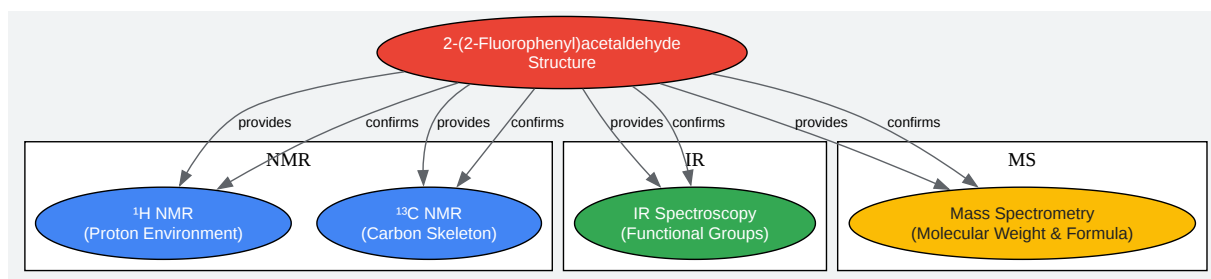 2-(2-Fluorophenyl)acetaldehyde
Structure
provides
confirms
provides
confirms
provides
confirms
provides
confirms
NMR
IR
MS
¹H NMR
(Proton Environment)
¹³C NMR
(Carbon Skeleton)
IR Spectroscopy
(Functional Groups)
Mass Spectrometry
(Molecular Weight & Formula)